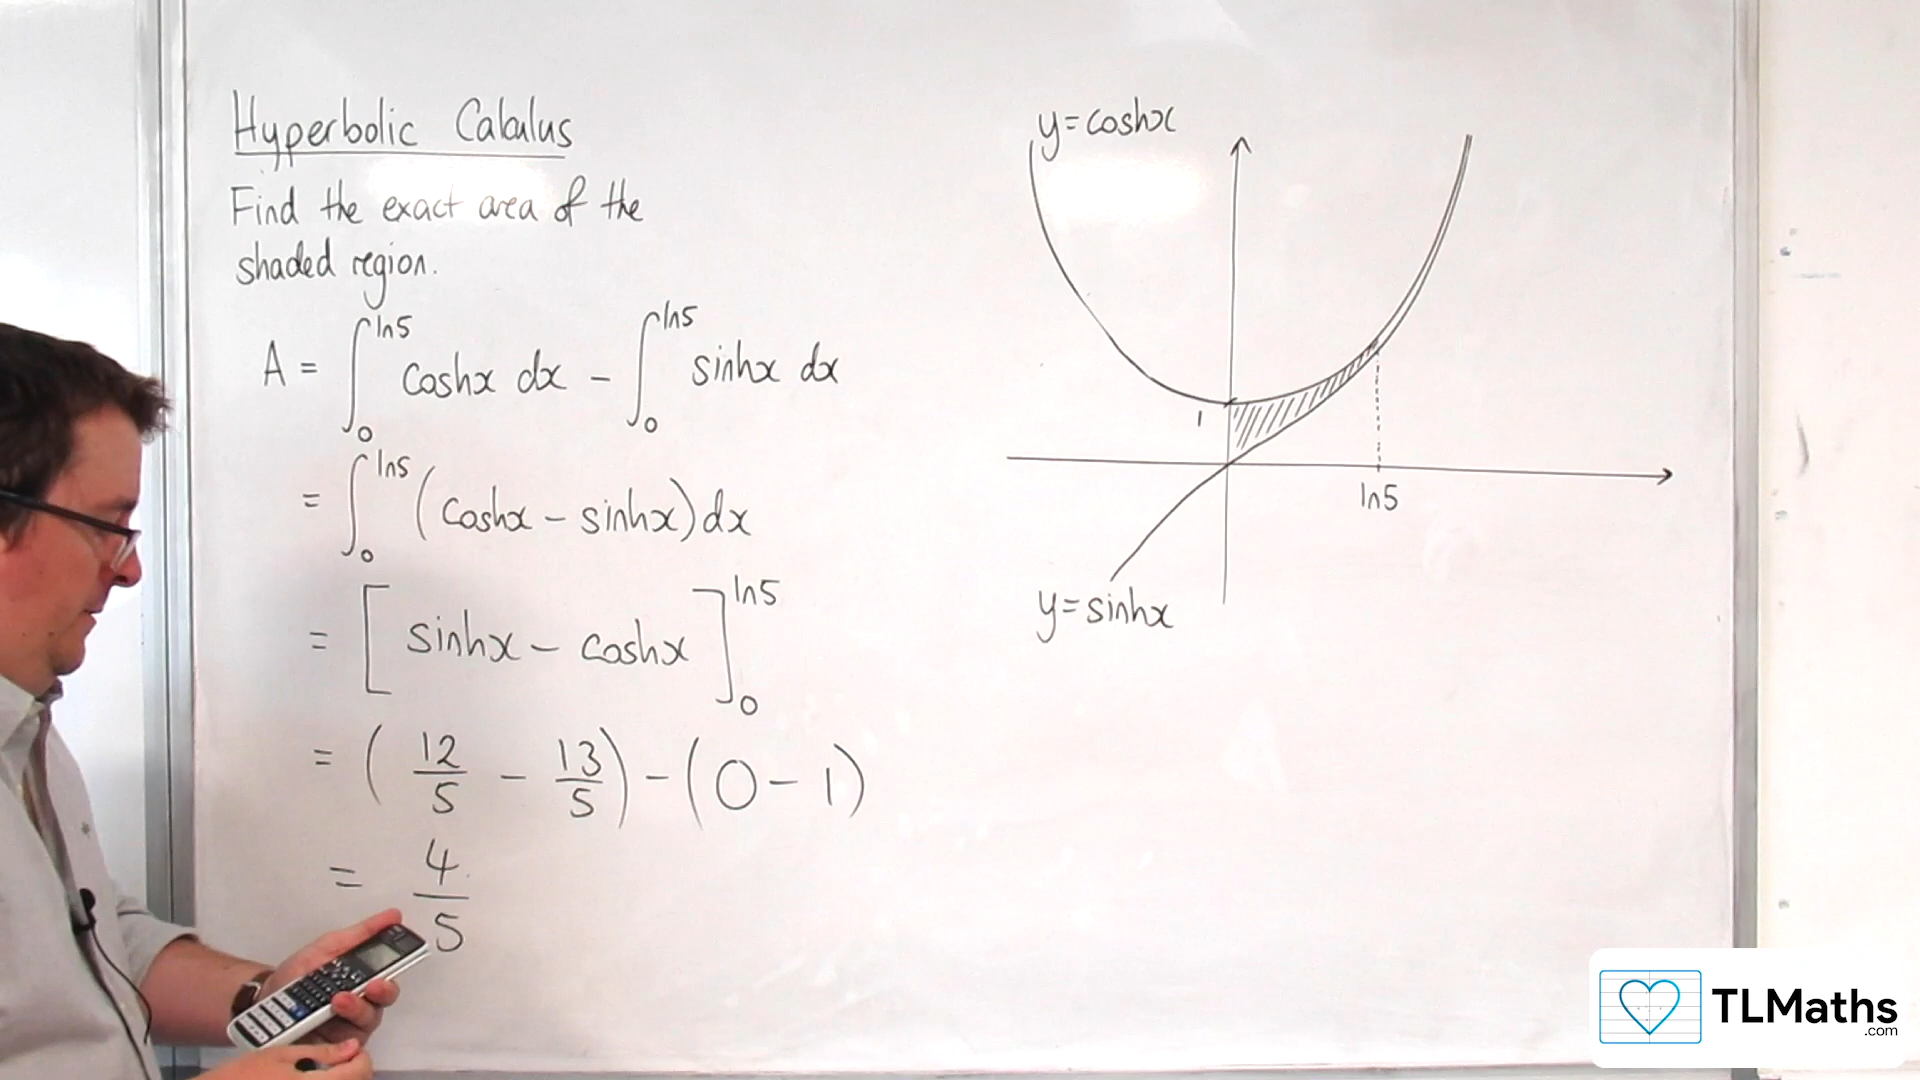 Hyperbolic Calculus
Find the exact area of the
shaded region.
A = ∫₀^ln5 coshx dx − ∫₀^ln5 sinhx dx
= ∫₀^ln5 (coshx − sinhx) dx
= [sinhx − coshx]₀^ln5
= (12/5 − 13/5) − (0 − 1)
= 4/5
y=coshx
1
ln5
y=sinhx
TLMaths
.com